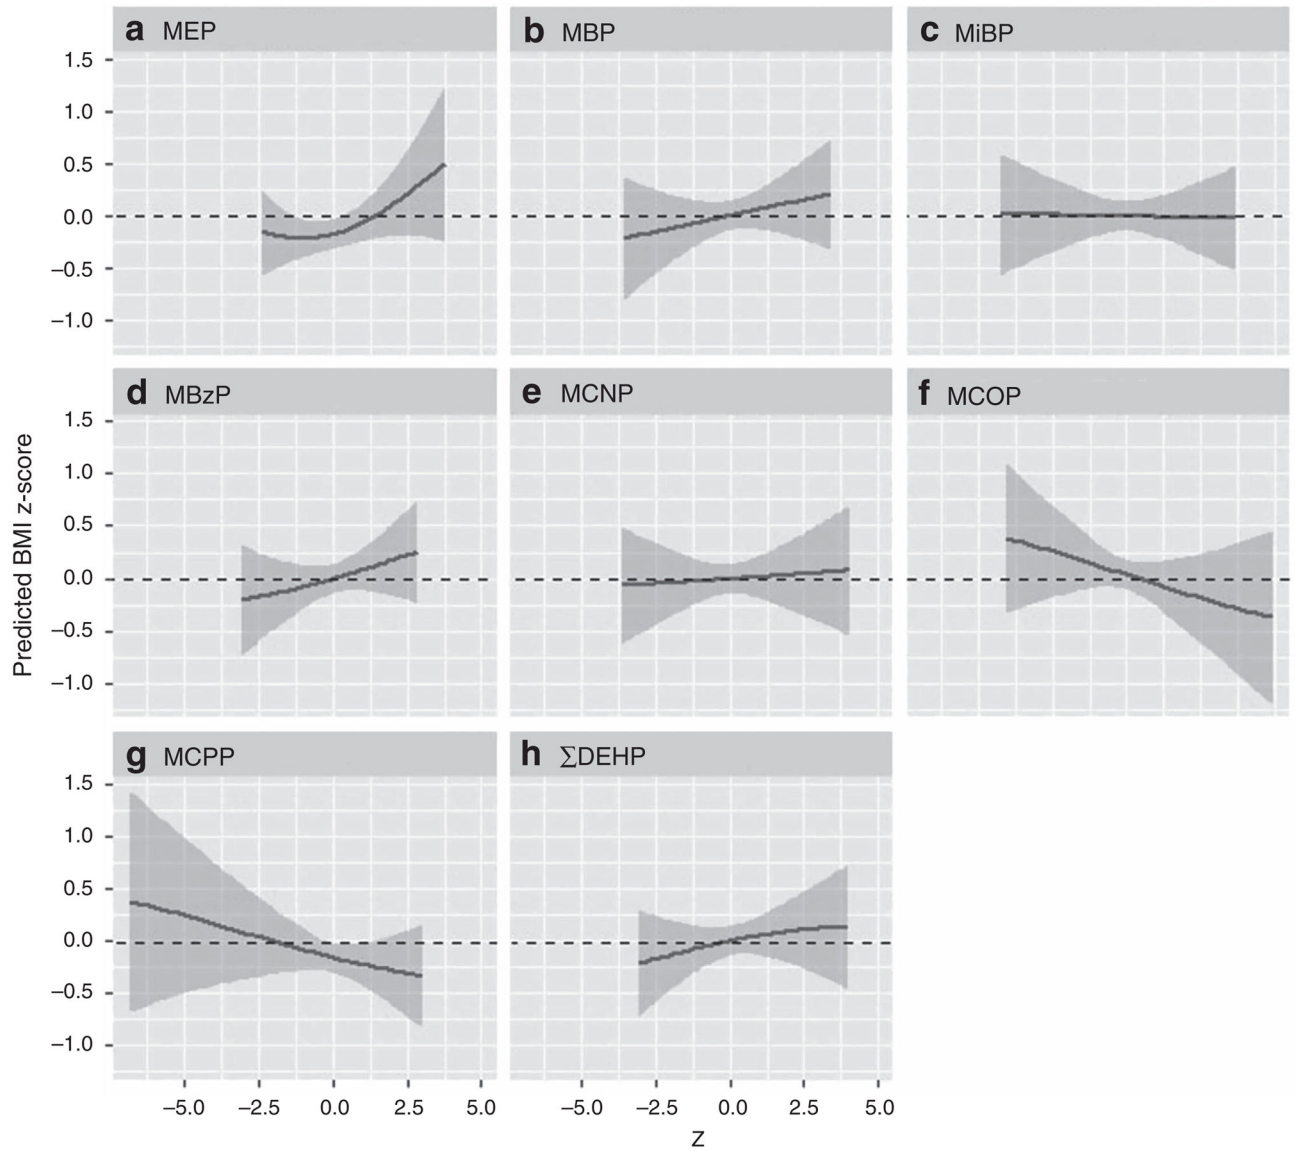 a MEP
b MBP
c MiBP
1.5
1.0
0.5
0.0
–0.5
–1.0
d MBzP
e MCNP
f MCOP
1.5
1.0
0.5
0.0
–0.5
–1.0
Predicted BMI z-score
g MCPP
h ∑DEHP
1.5
1.0
0.5
0.0
–0.5
–1.0
–5.0 –2.5 0.0 2.5 5.0
–5.0 –2.5 0.0 2.5 5.0
z